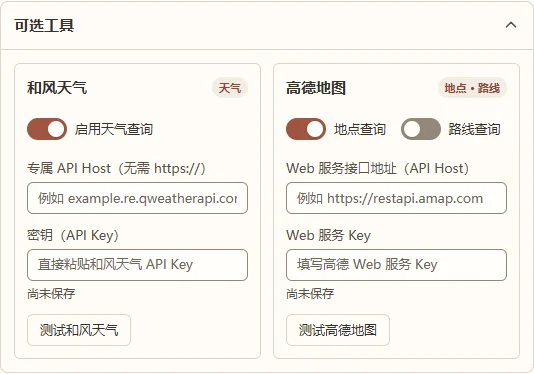 可选工具
和风天气
天气
启用天气查询
专属 API Host（无需 https://）
例如 example.re.qweatherapi.cor
密钥（API Key）
直接粘贴和风天气 API Key
尚未保存
测试和风天气
高德地图
地点・路线
地点查询
路线查询
Web 服务接口地址（API Host）
例如 https://restapi.amap.com
Web 服务 Key
填写高德 Web 服务 Key
尚未保存
测试高德地图